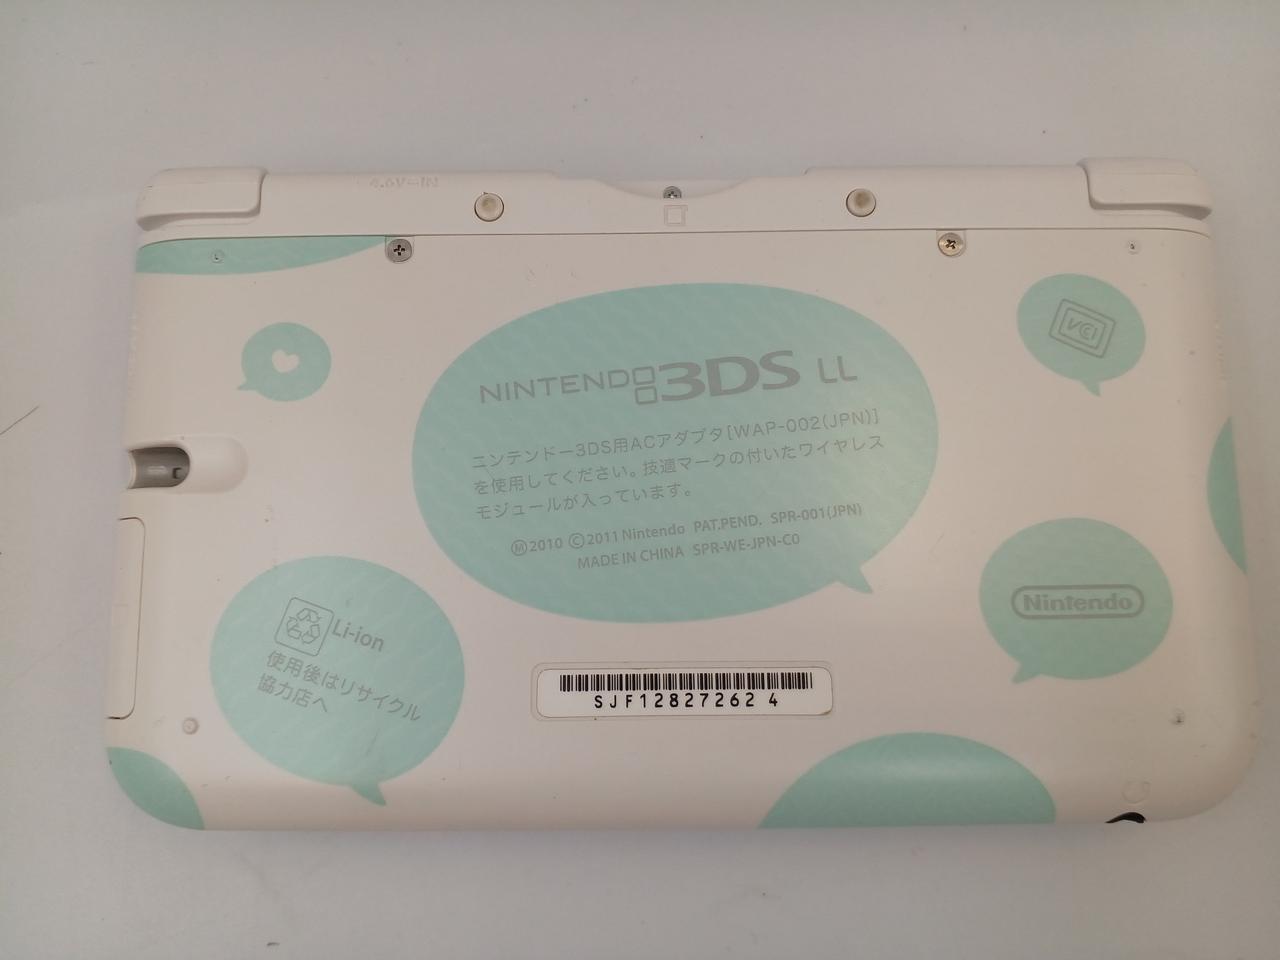 4.6V⎓IN
VCI
NINTENDO3DS LL
ニンテンドー3DS用ACアダプタ[WAP-002(JPN)]
を使用してください。技適マークの付いたワイヤレス
モジュールが入っています。
Ⓜ2010 Ⓒ2011 Nintendo PAT.PEND. SPR-001(JPN)
MADE IN CHINA SPR-WE-JPN-C0
Nintendo
Li-ion
使用後はリサイクル
協力店へ
SJF12827262 4